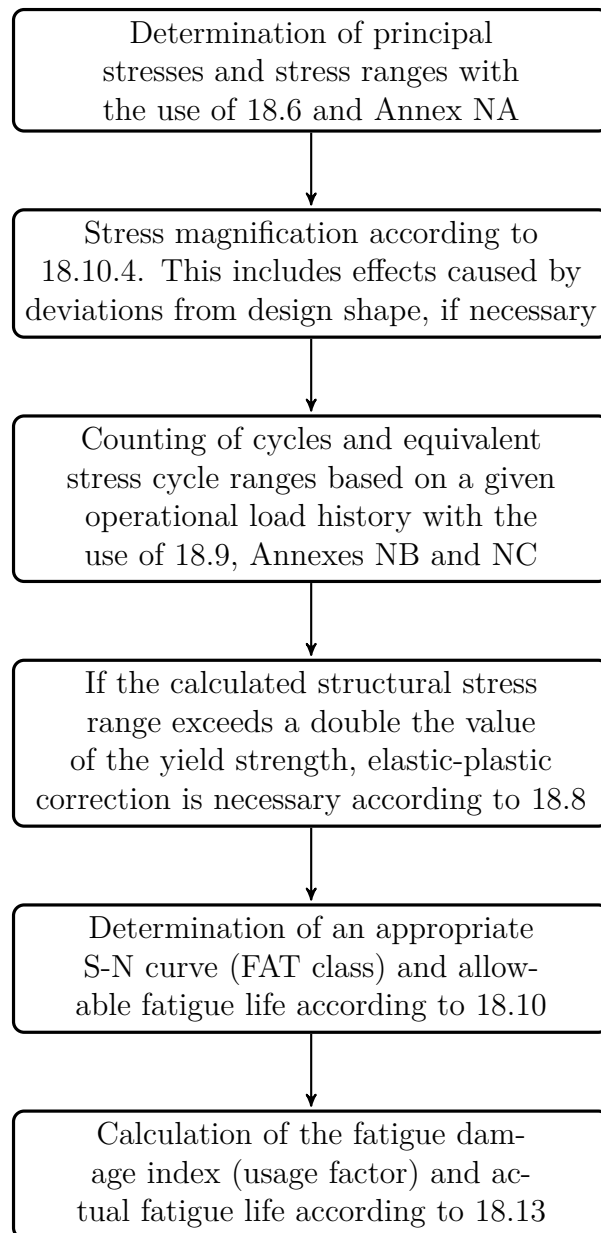 Determination of principal
stresses and stress ranges with
the use of 18.6 and Annex NA
Stress magnification according to
18.10.4. This includes effects caused by
deviations from design shape, if necessary
Counting of cycles and equivalent
stress cycle ranges based on a given
operational load history with the
use of 18.9, Annexes NB and NC
If the calculated structural stress
range exceeds a double the value
of the yield strength, elastic-plastic
correction is necessary according to 18.8
Determination of an appropriate
S-N curve (FAT class) and allow-
able fatigue life according to 18.10
Calculation of the fatigue dam-
age index (usage factor) and ac-
tual fatigue life according to 18.13